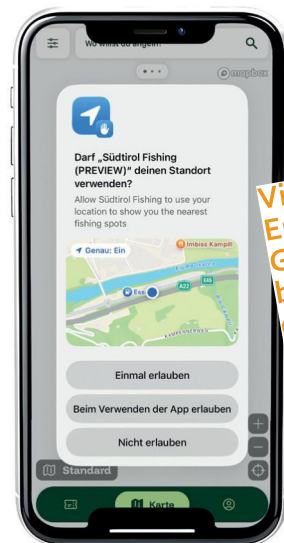 Wo willst du angeln?
mapbox
Darf „Südtirol Fishing
(PREVIEW)“ deinen Standort
verwenden?
Allow Südtirol Fishing to use your
location to show you the nearest
fishing spots
Genau: Ein
Imbiss Kampill
Ess
A22
E45
KAMPENNERWEG
Einmal erlauben
Beim Verwenden der App erlauben
Nicht erlauben
Standard
Karte